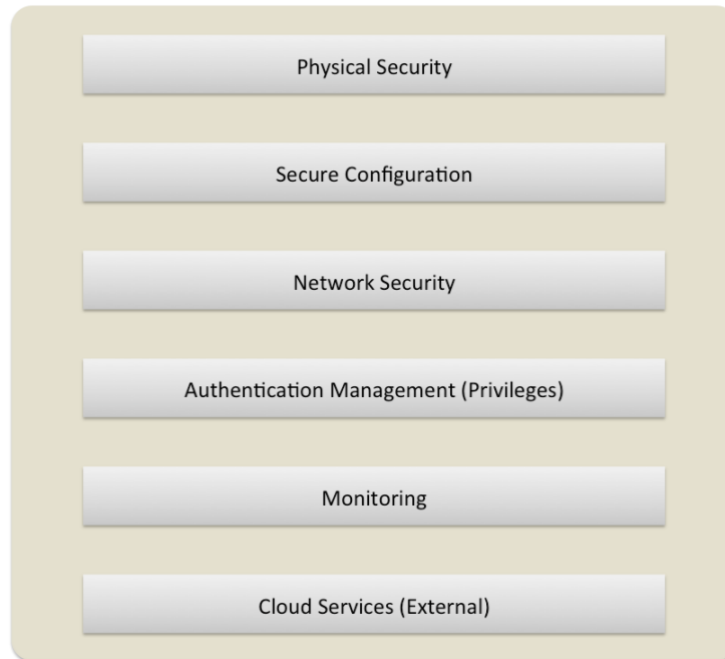 Physical Security
Secure Configuration
Network Security
Authentication Management (Privileges)
Monitoring
Cloud Services (External)